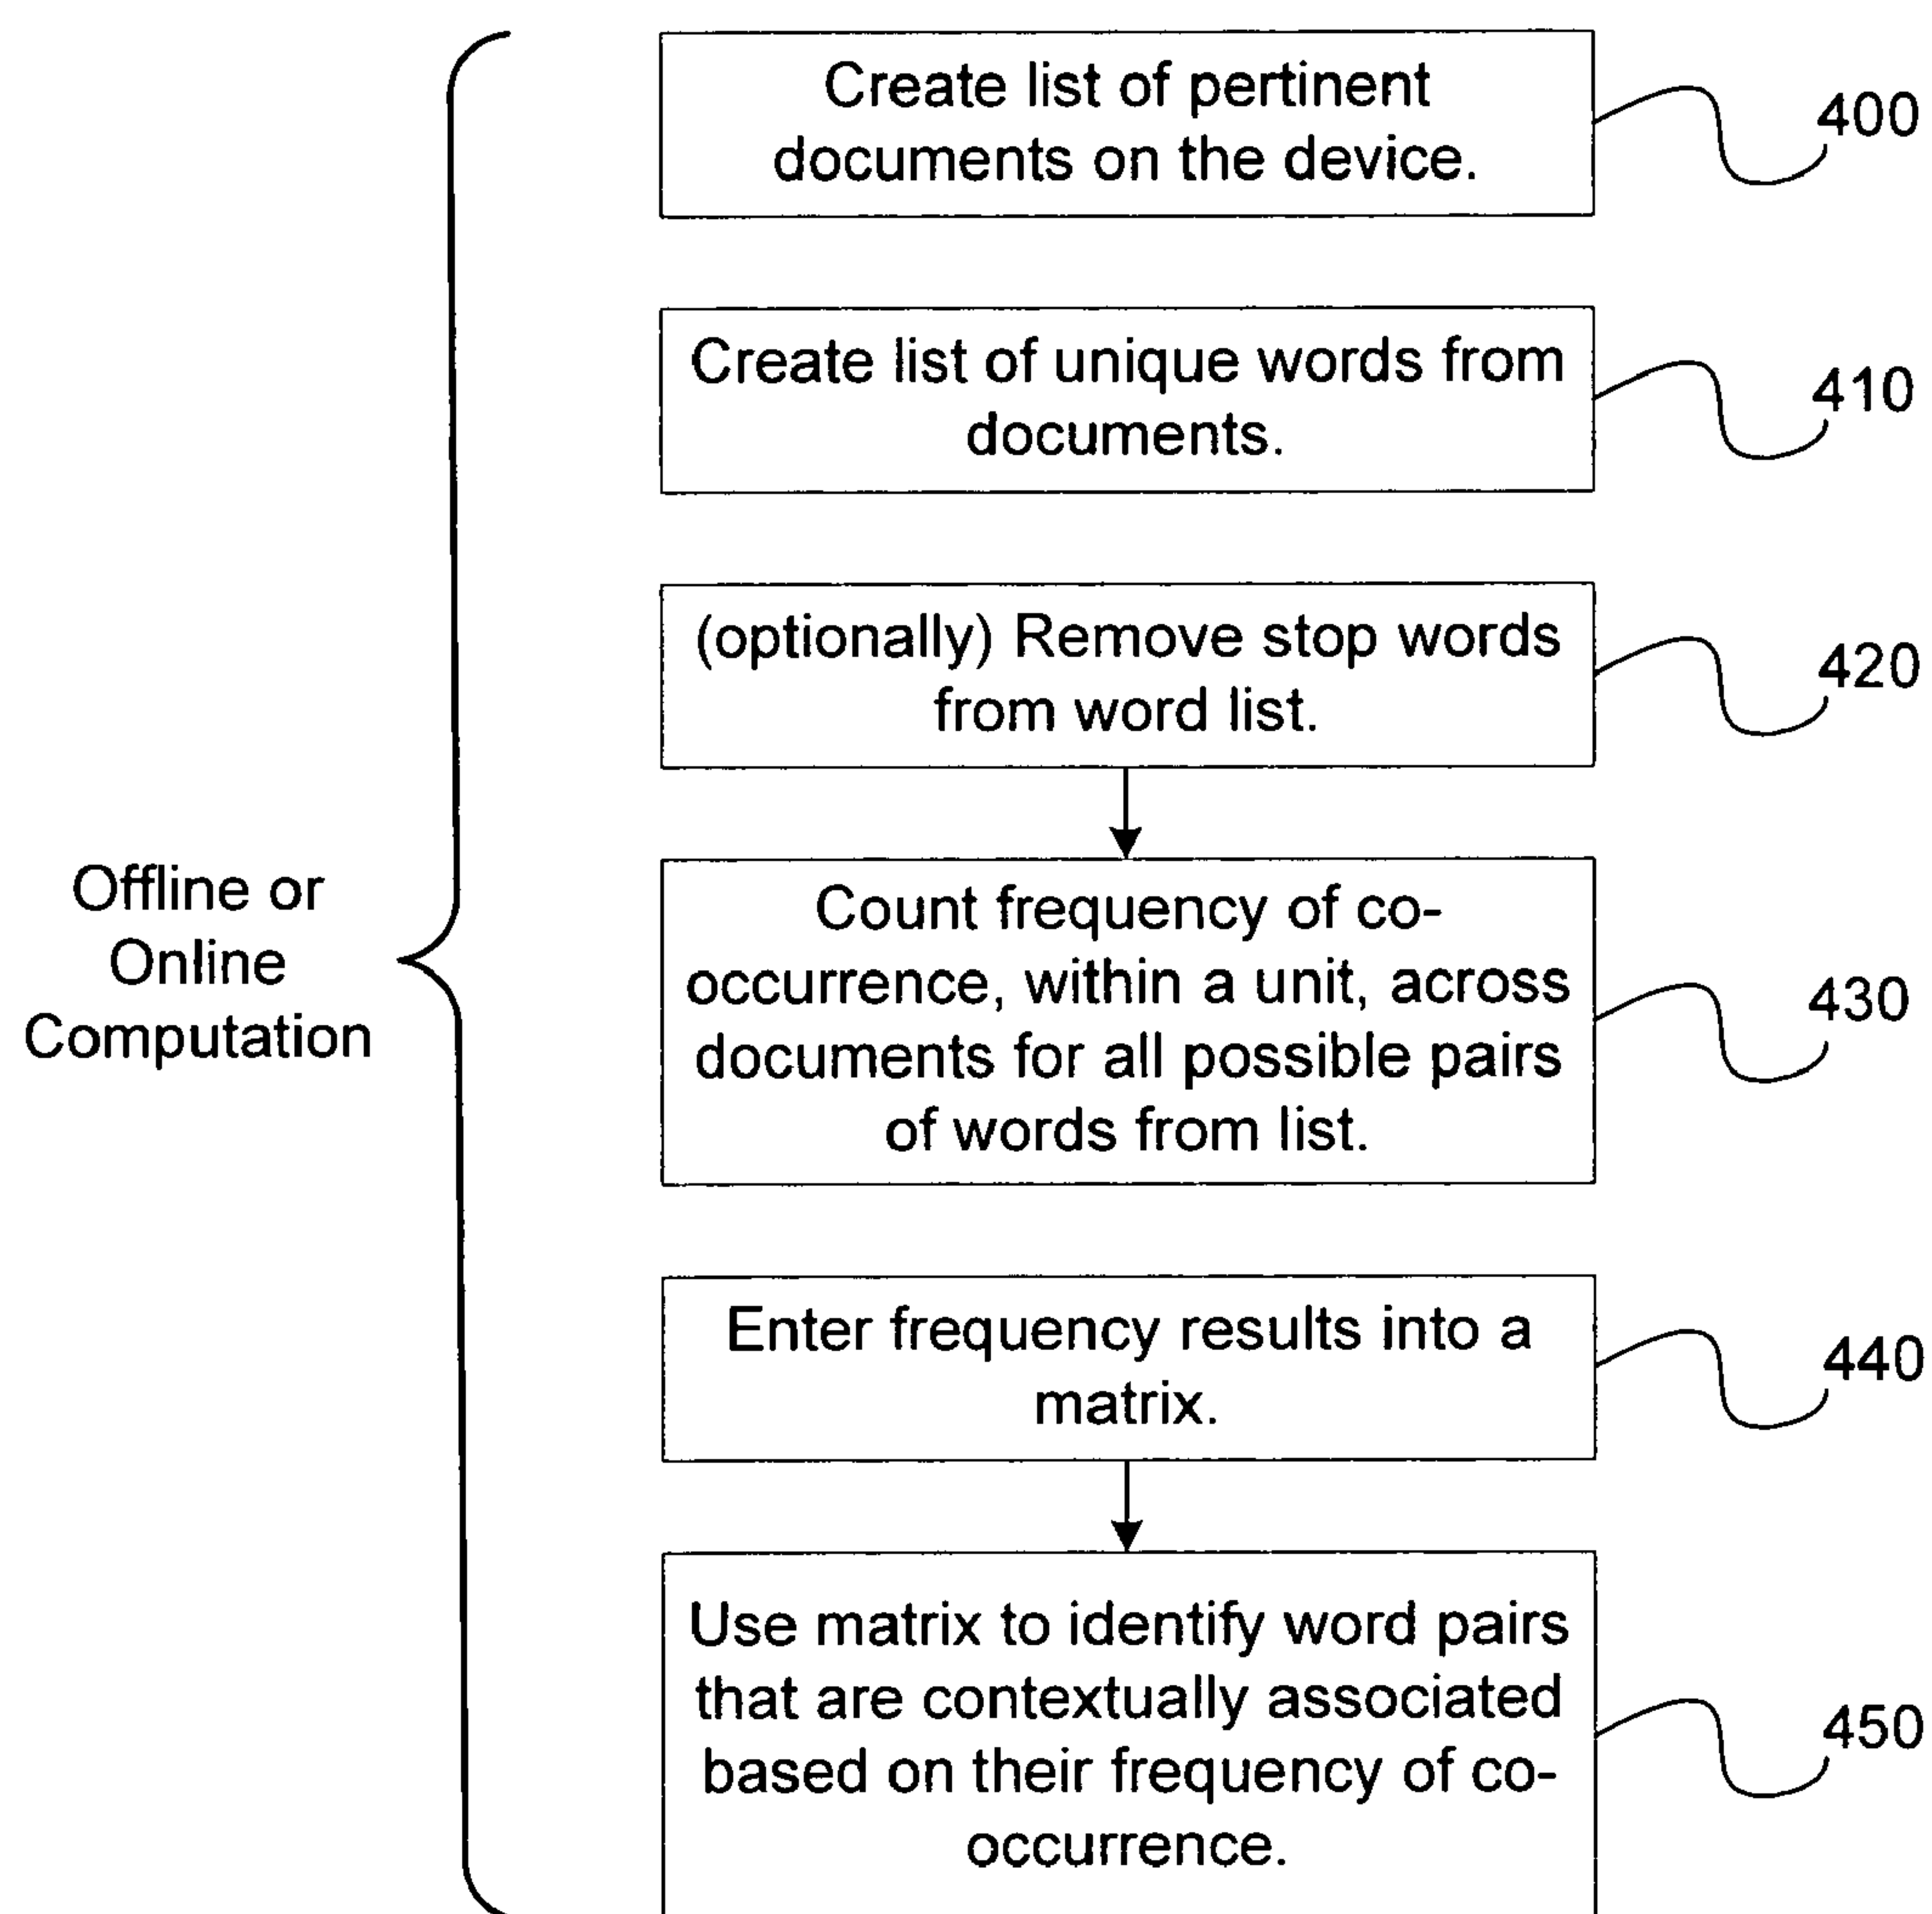 Create list of pertinent
documents on the device.
400
Create list of unique words from
documents.
410
(optionally) Remove stop words
from word list.
420
Offline or
Online
Computation
Count frequency of co-
occurrence, within a unit, across
documents for all possible pairs
of words from list.
430
Enter frequency results into a
matrix.
440
Use matrix to identify word pairs
that are contextually associated
based on their frequency of co-
occurrence.
450